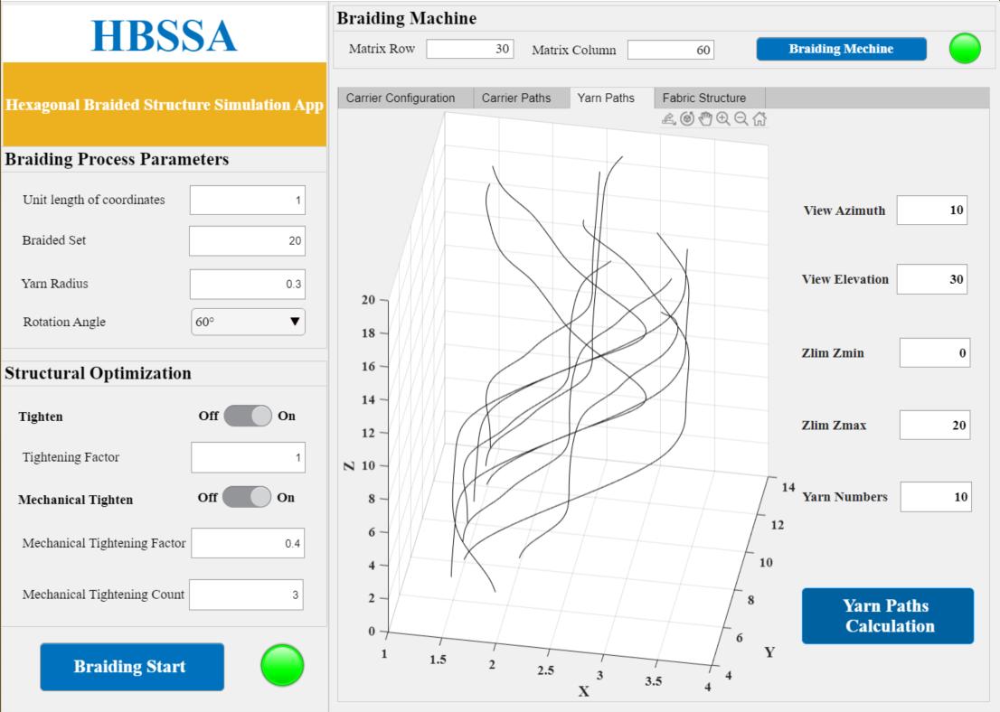 HBSSA
Hexagonal Braided Structure Simulation App
Braiding Process Parameters
Unit length of coordinates 1
Braided Set 20
Yarn Radius 0.3
Rotation Angle 60°
Structural Optimization
Tighten Off On
Tightening Factor 1
Mechanical Tighten Off On
Mechanical Tightening Factor 0.4
Mechanical Tightening Count 3
Braiding Start
Braiding Machine
Matrix Row 30 Matrix Column 60 Braiding Mechine
Carrier Configuration Carrier Paths Yarn Paths Fabric Structure
20
18
16
14
12
10
8
6
4
2
0
Z
1 1.5 2 2.5 3 3.5 4
X
4
6
8
10
12
14
Y
View Azimuth 10
View Elevation 30
Zlim Zmin 0
Zlim Zmax 20
Yarn Numbers 10
Yarn Paths
Calculation